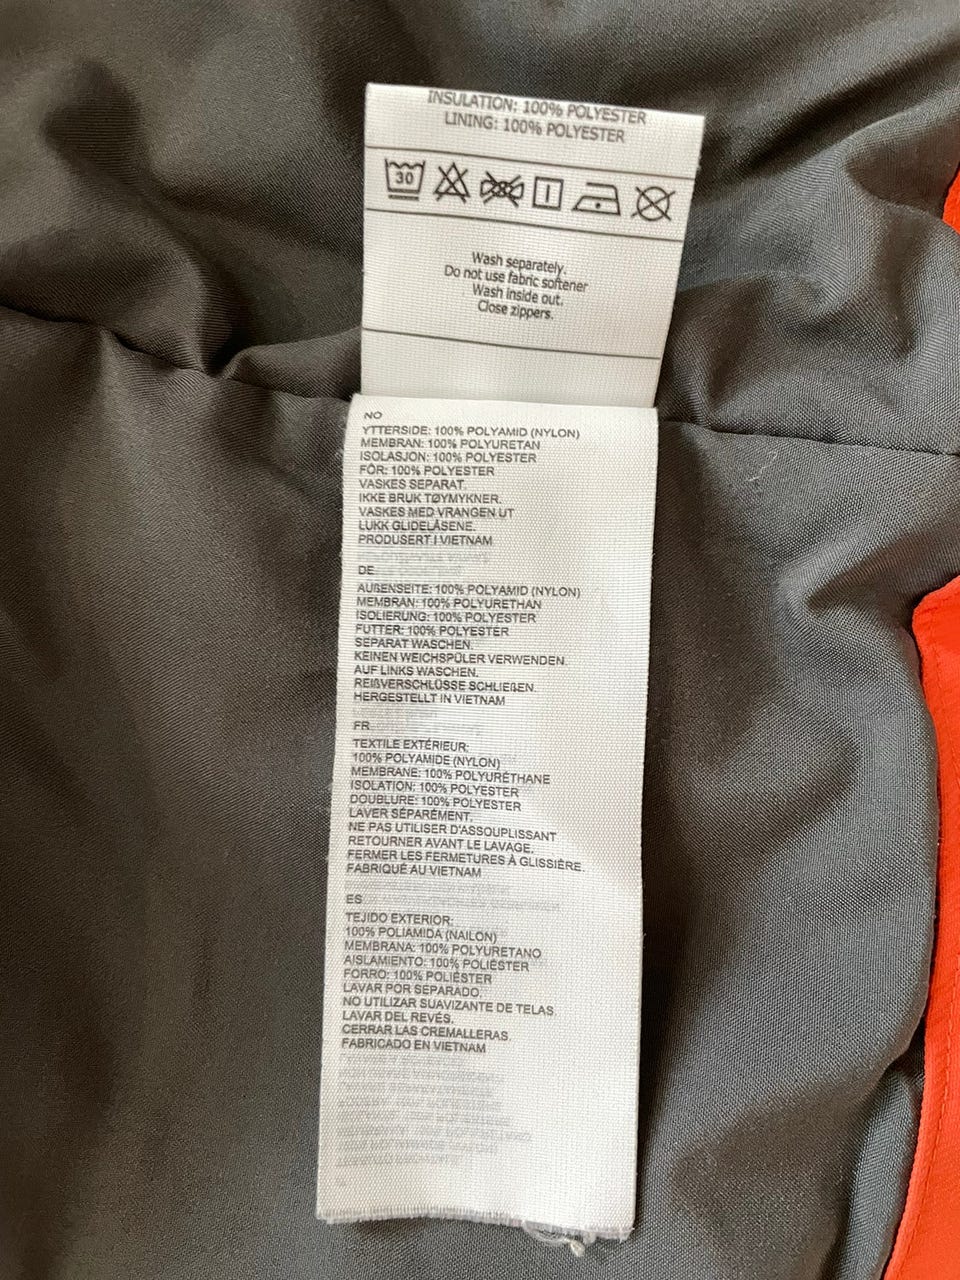 INSULATION: 100% POLYESTER
LINING: 100% POLYESTER
30
Wash separately.
Do not use fabric softener
Wash inside out.
Close zippers.
NO
YTTERSIDE: 100% POLYAMID (NYLON)
MEMBRAN: 100% POLYURETAN
ISOLASJON: 100% POLYESTER
FÔR: 100% POLYESTER
VASKES SEPARAT.
IKKE BRUK TØYMYKNER.
VASKES MED VRANGEN UT
LUKK GLIDELÅSENE.
PRODUSERT I VIETNAM
DE
AUßENSEITE: 100% POLYAMID (NYLON)
MEMBRAN: 100% POLYURETHAN
ISOLIERUNG: 100% POLYESTER
FUTTER: 100% POLYESTER
SEPARAT WASCHEN.
KEINEN WEICHSPÜLER VERWENDEN.
AUF LINKS WASCHEN.
REIßVERSCHLÜSSE SCHLIEßEN.
HERGESTELLT IN VIETNAM
FR
TEXTILE EXTÉRIEUR:
100% POLYAMIDE (NYLON)
MEMBRANE: 100% POLYURÉTHANE
ISOLATION: 100% POLYESTER
DOUBLURE: 100% POLYESTER
LAVER SÉPARÉMENT.
NE PAS UTILISER D'ASSOUPLISSANT
RETOURNER AVANT LE LAVAGE.
FERMER LES FERMETURES À GLISSIÈRE.
FABRIQUÉ AU VIETNAM
ES
TEJIDO EXTERIOR:
100% POLIAMIDA (NAILON)
MEMBRANA: 100% POLYURETANO
AISLAMIENTO: 100% POLIÉSTER
FORRO: 100% POLIÉSTER
LAVAR POR SEPARADO.
NO UTILIZAR SUAVIZANTE DE TELAS.
LAVAR DEL REVÉS.
CERRAR LAS CREMALLERAS.
FABRICADO EN VIETNAM